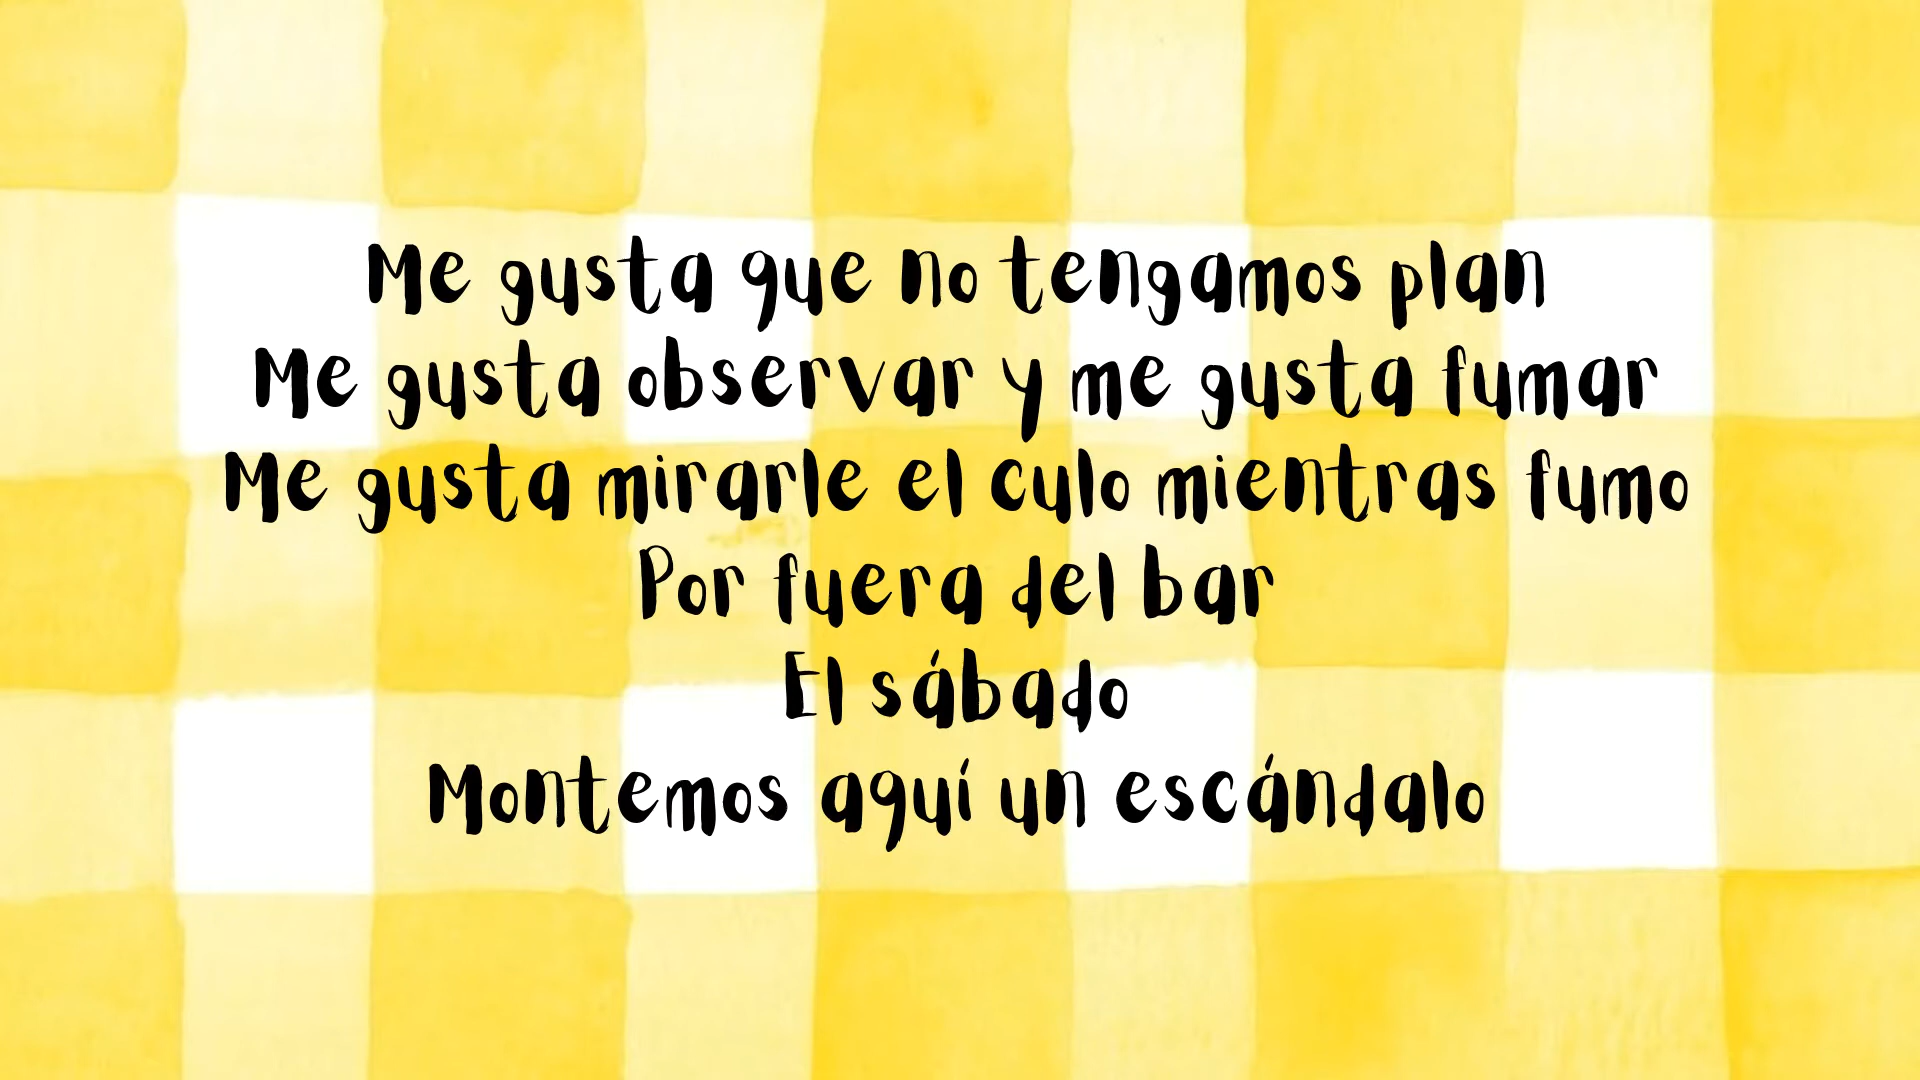 Me gusta que no tengamos plan
Me gusta observar y me gusta fumar
Me gusta mirarle el culo mientras fumo
Por fuera del bar
El sábado
Montemos aquí un escándalo